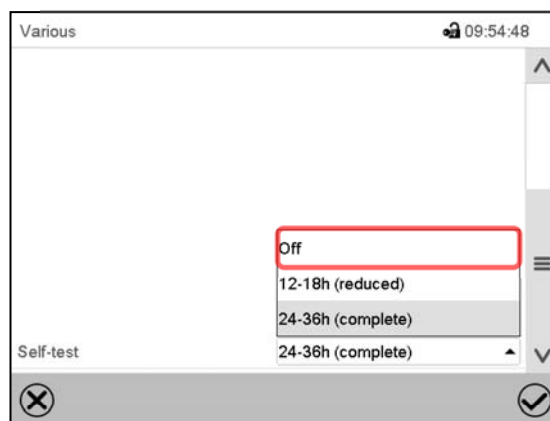 Various 09:54:48
Off
12-18h (reduced)
24-36h (complete)
Self-test 24-36h (complete)